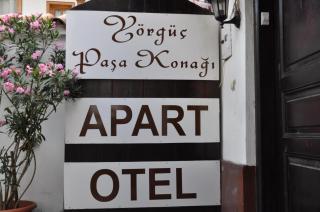 Yörgüç
Paşa Konağı
APART
OTEL